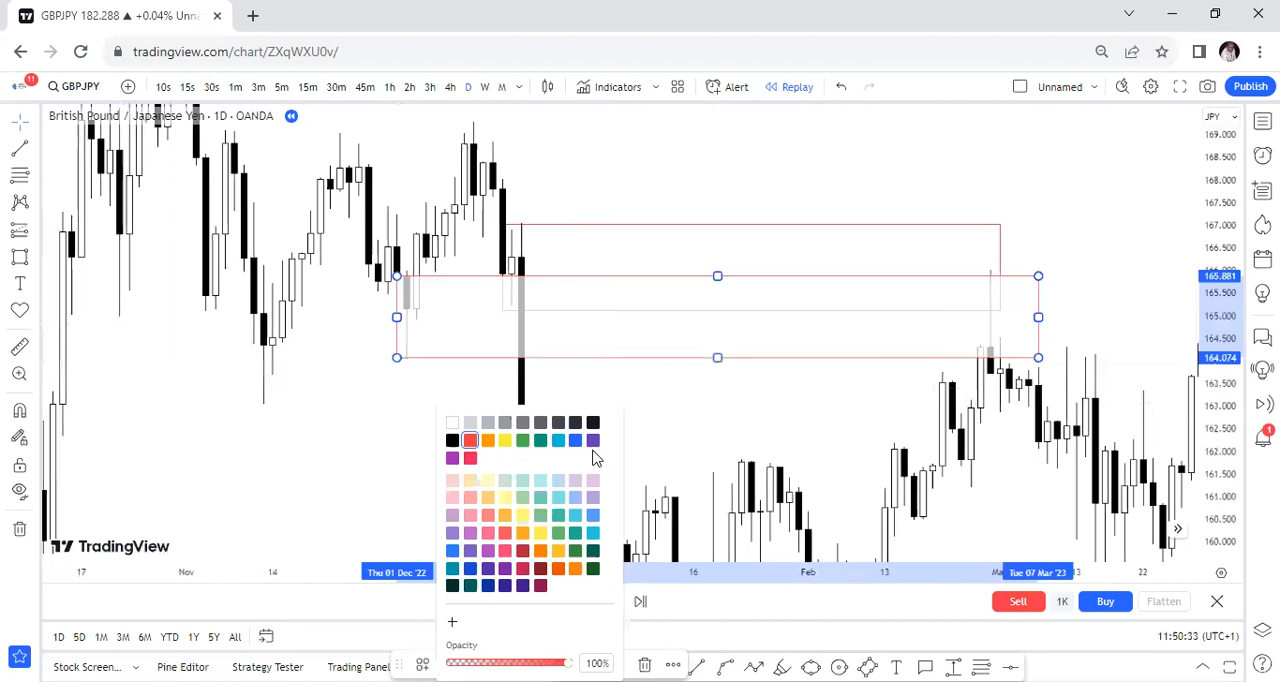 GBPJPY 182.288 ▲ +0.04% Unna
tradingview.com/chart/ZXqWXU0v/
11
GBPJPY 10s 15s 30s 1m 3m 5m 15m 30m 45m 1h 2h 3h 4h D W M Indicators Alert Replay Unnamed Publish
British Pound / Japanese Yen · 1D · OANDA
JPY
169.000
168.500
168.000
167.500
167.000
166.500
165.881
165.500
165.000
164.500
164.074
163.500
163.000
162.500
162.000
161.500
161.000
160.500
160.000
1
TradingView
17 Nov 14 Thu 01 Dec '22 16 Feb 13 Tue 07 Mar '23 13 22
Sell 1K Buy Flatten
1D 5D 1M 3M 6M YTD 1Y 5Y All
11:50:33 (UTC+1)
Opacity
100%
Stock Screen... Pine Editor Strategy Tester Trading Panel